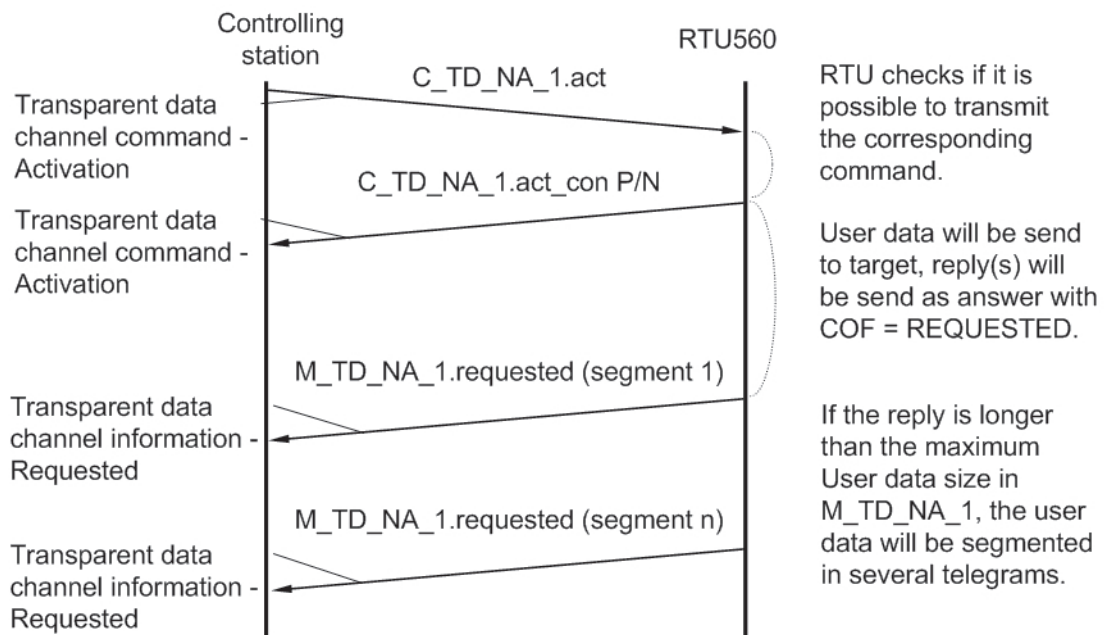 Controlling
station
RTU560
C_TD_NA_1.act
Transparent data
channel command -
Activation
RTU checks if it is
possible to transmit
the corresponding
command.
C_TD_NA_1.act_con P/N
Transparent data
channel command -
Activation
User data will be send
to target, reply(s) will
be send as answer with
COF = REQUESTED.
M_TD_NA_1.requested (segment 1)
Transparent data
channel information -
Requested
If the reply is longer
than the maximum
User data size in
M_TD_NA_1, the user
data will be segmented
in several telegrams.
M_TD_NA_1.requested (segment n)
Transparent data
channel information -
Requested